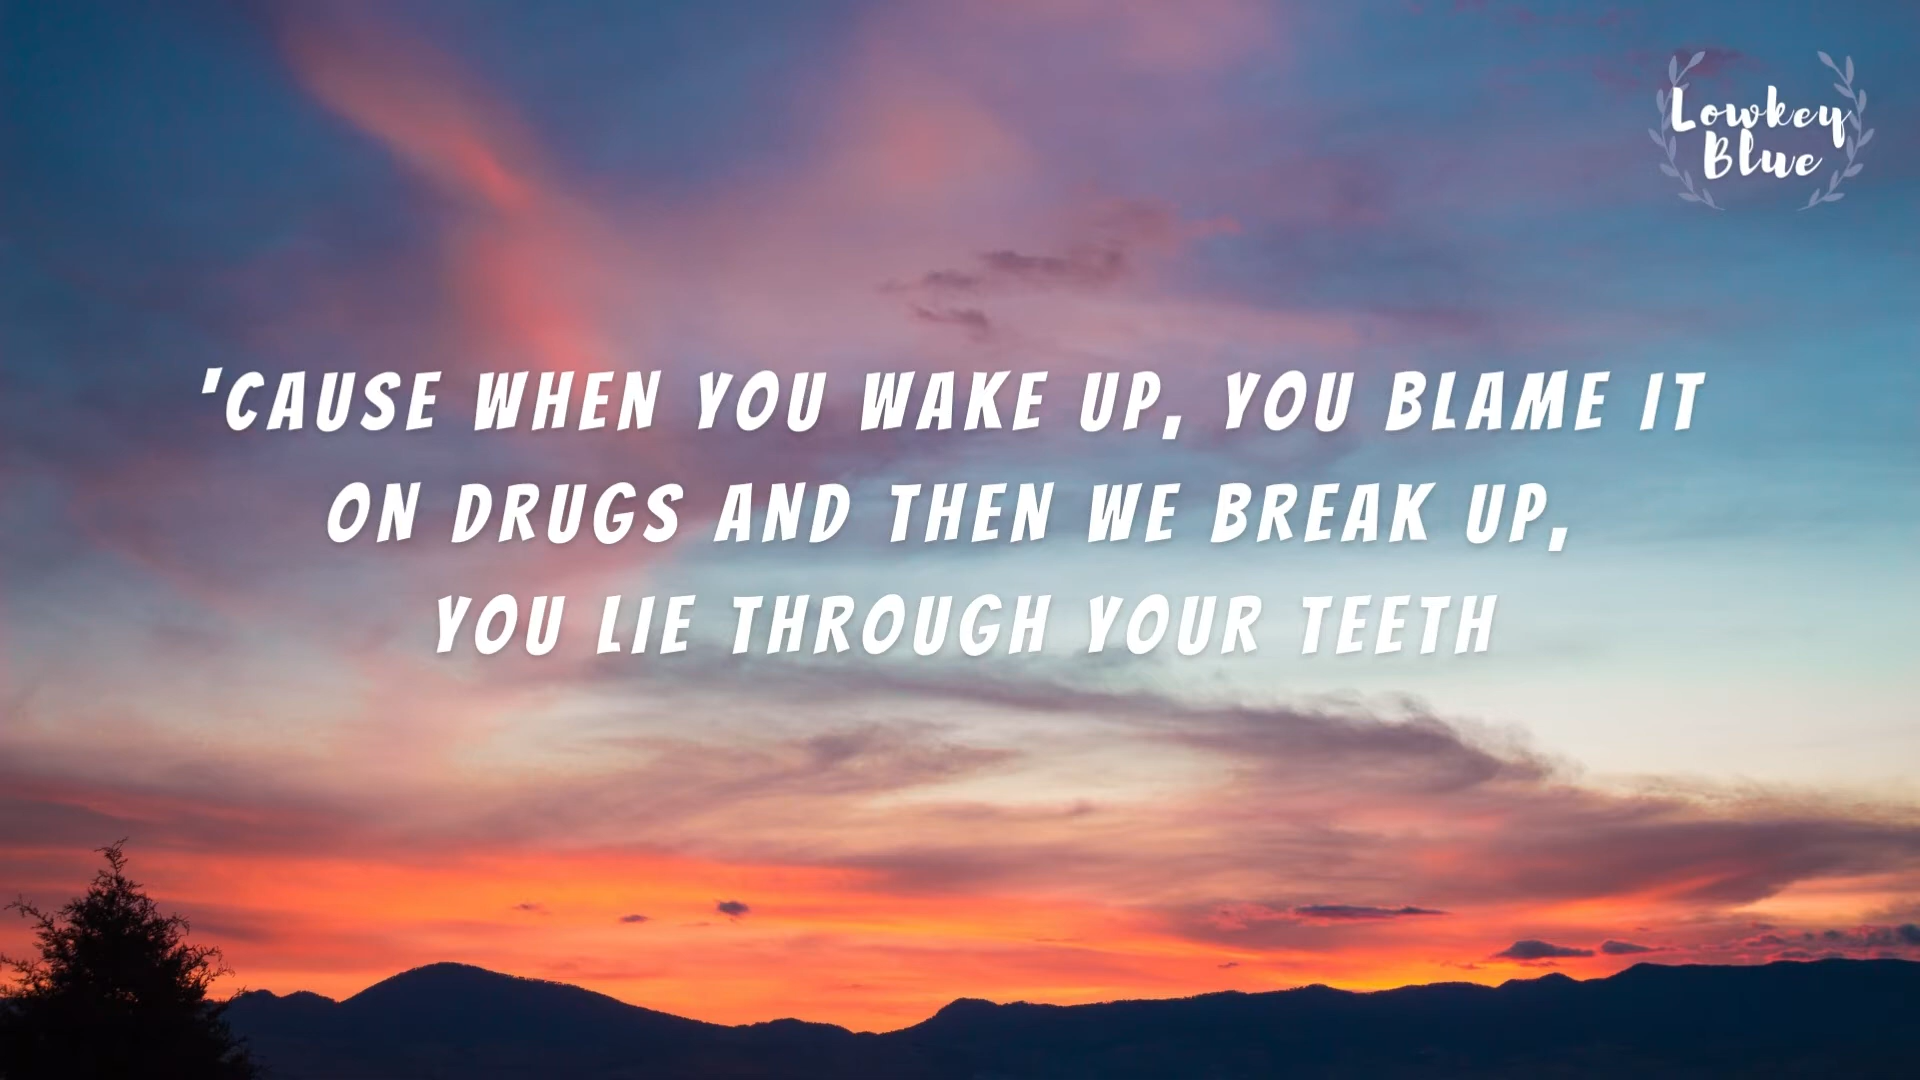 Lowkey
Blue
'CAUSE WHEN YOU WAKE UP, YOU BLAME IT
ON DRUGS AND THEN WE BREAK UP,
YOU LIE THROUGH YOUR TEETH